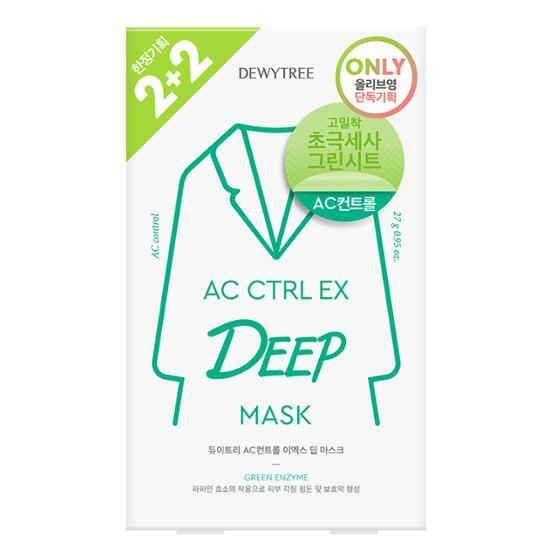 한정기획
2+2
DEWYTREE
ONLY
올리브영
단독기획
고밀착
초극세사
그린시트
AC컨트롤
AC control
27 g 0.95 oz.
AC CTRL EX
DEEP
MASK
듀이트리 AC컨트롤 이엑스 딥 마스크
GREEN ENZYME
파파인 효소의 작용으로 피부 각질 정돈 및 보호막 형성